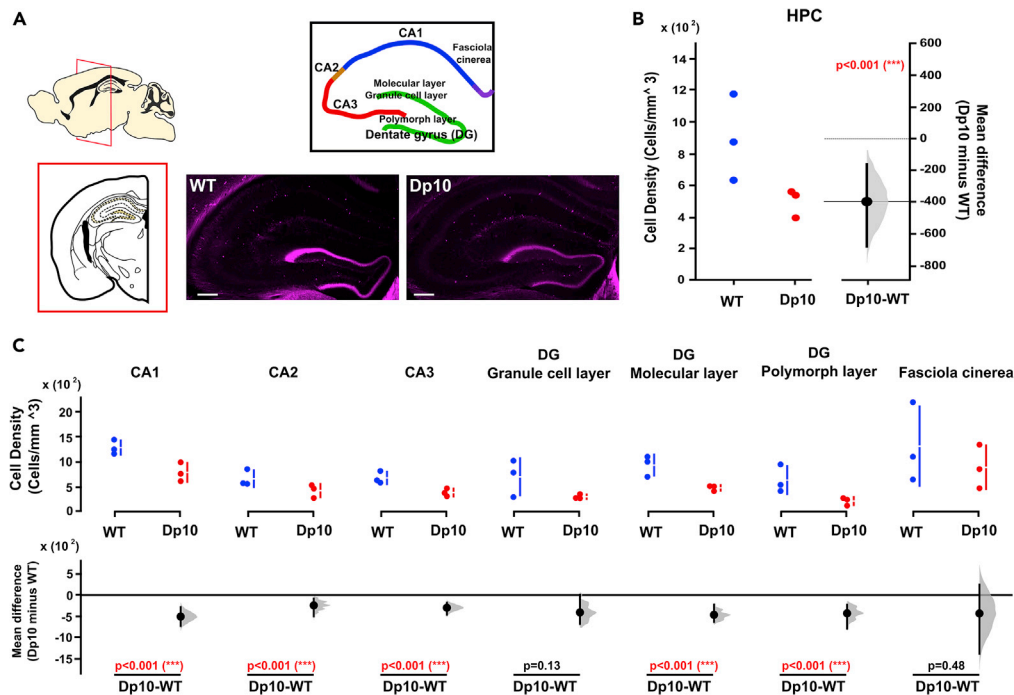 A
CA1
CA2
CA3
Fasciola
cinerea
Molecular layer
Granule cell layer
Polymorph layer
Dentate gyrus (DG)
WT
Dp10
B
HPC
x (10 ²)
Cell Density (Cells/mm^ 3)
14
12
10
8
6
4
2
0
WT
Dp10
p<0.001 (***)
600
400
200
0
-200
-400
-600
-800
Mean difference
(Dp10 minus WT)
Dp10-WT
C
CA1
CA2
CA3
DG
Granule cell layer
DG
Molecular layer
DG
Polymorph layer
Fasciola cinerea
x (10 ²)
Cell Density
(Cells/mm ^3)
20
15
10
5
0
WT Dp10
WT Dp10
WT Dp10
WT Dp10
WT Dp10
WT Dp10
WT Dp10
x (10 ²)
Mean difference
(Dp10 minus WT)
5
0
-5
-10
-15
p<0.001 (***)
p<0.001 (***)
p<0.001 (***)
p=0.13
p<0.001 (***)
p<0.001 (***)
p=0.48
Dp10-WT
Dp10-WT
Dp10-WT
Dp10-WT
Dp10-WT
Dp10-WT
Dp10-WT